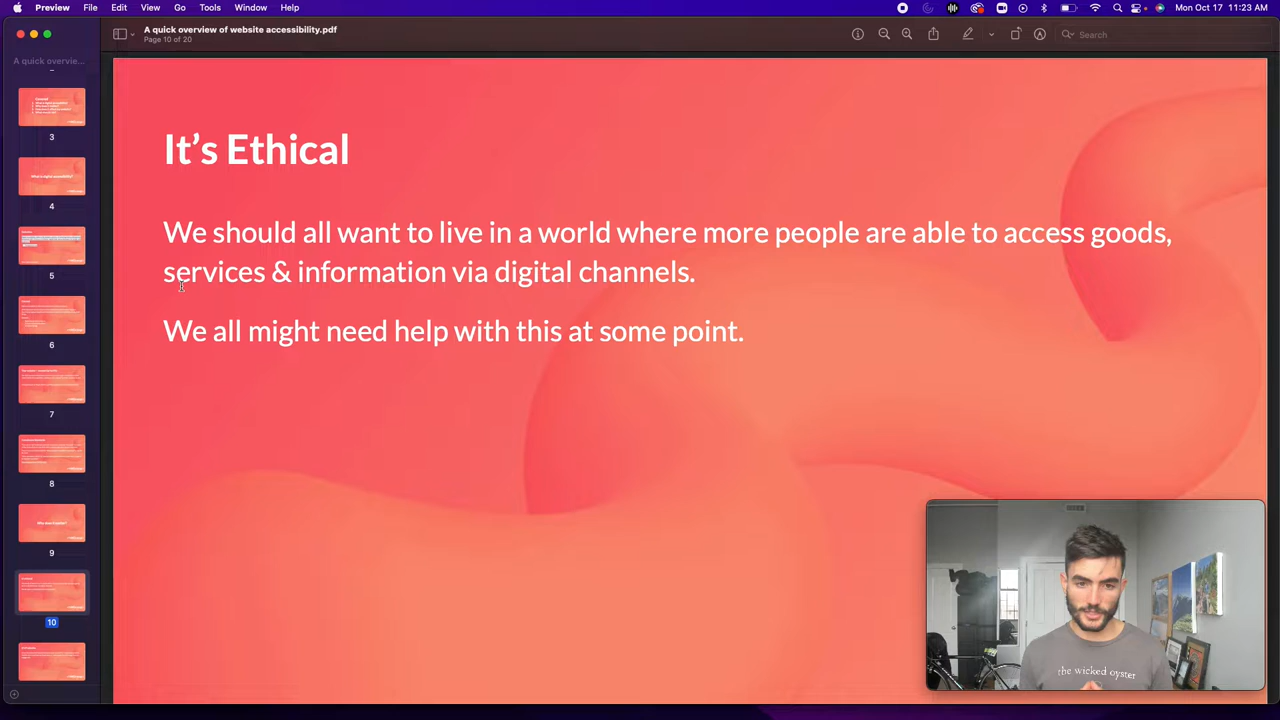 Preview File Edit View Go Tools Window Help
Mon Oct 17 11:23 AM
A quick overview of website accessibility.pdf
Page 10 of 20
Search
A quick overvie...
3
4
5
6
7
8
9
10
It’s Ethical
We should all want to live in a world where more people are able to access goods,
services & information via digital channels.
We all might need help with this at some point.
the wicked oyster